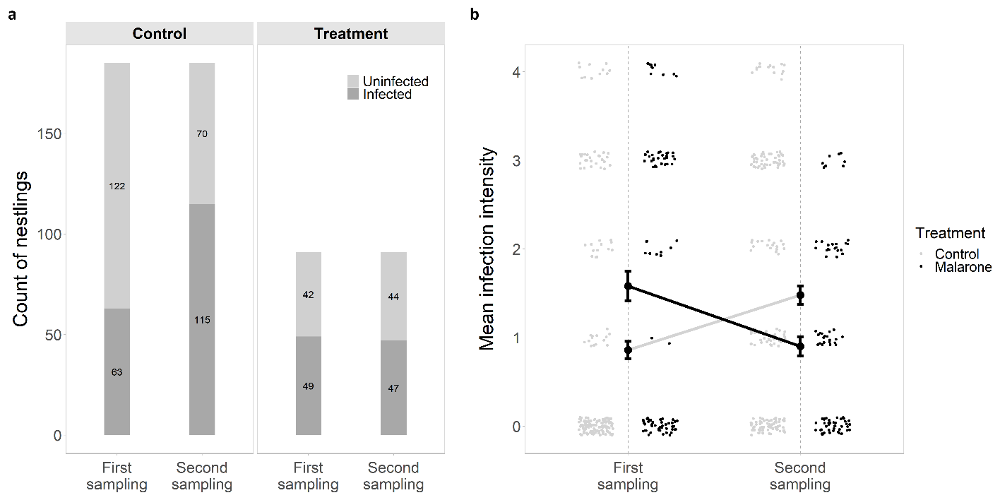 a
Control
Treatment
Uninfected
Infected
Count of nestlings
150
100
50
0
122
63
70
115
42
49
44
47
First
sampling
Second
sampling
First
sampling
Second
sampling
b
Mean infection intensity
4
3
2
1
0
First
sampling
Second
sampling
Treatment
Control
Malarone